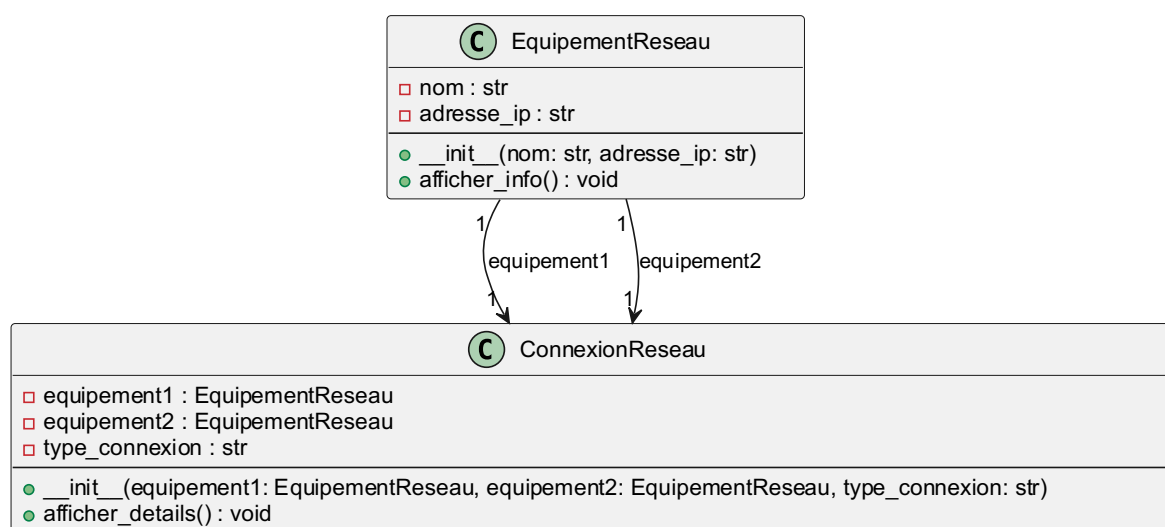 C EquipementReseau
nom : str
adresse_ip : str
__init__(nom: str, adresse_ip: str)
afficher_info() : void
1 1
equipement1 equipement2
1 1
C ConnexionReseau
equipement1 : EquipementReseau
equipement2 : EquipementReseau
type_connexion : str
__init__(equipement1: EquipementReseau, equipement2: EquipementReseau, type_connexion: str)
afficher_details() : void